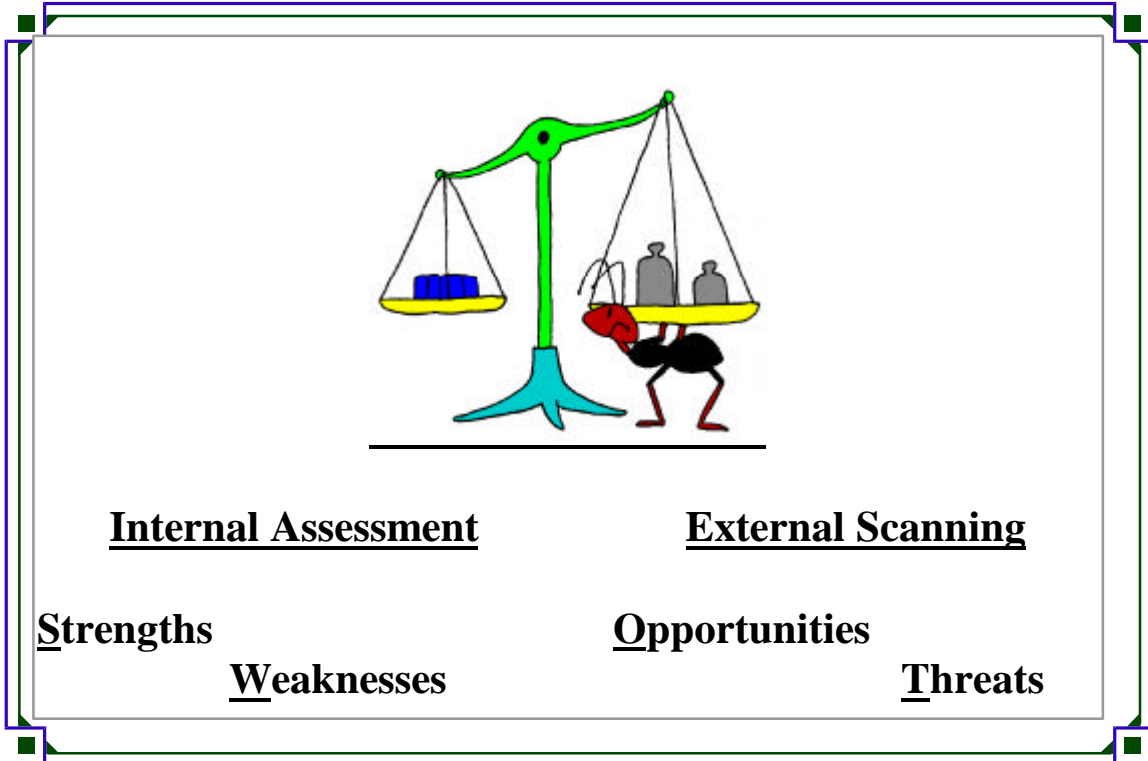 Internal Assessment External Scanning
Strengths Opportunities
Weaknesses Threats